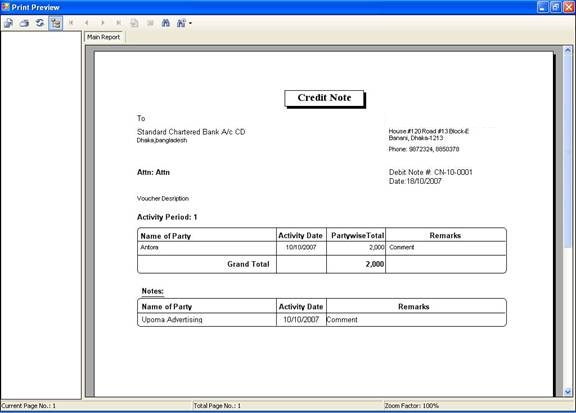 Print Preview
Main Report
Credit Note
To
Standard Chartered Bank A/c CD
Dhaka,bangladesh
House #120 Road #13 Block-E
Banani, Dhaka-1213
Phone: 9872324, 8850378
Attn: Attn
Debit Note #: CN-10-0001
Date:18/10/2007
Voucher Desription
Activity Period: 1
Name of Party Activity Date PartywiseTotal Remarks
Antora 10/10/2007 2,000 Comment
Grand Total 2,000
Notes:
Name of Party Activity Date Remarks
Upoma Advertising 10/10/2007 Comment
Current Page No.: 1 Total Page No.: 1 Zoom Factor: 100%